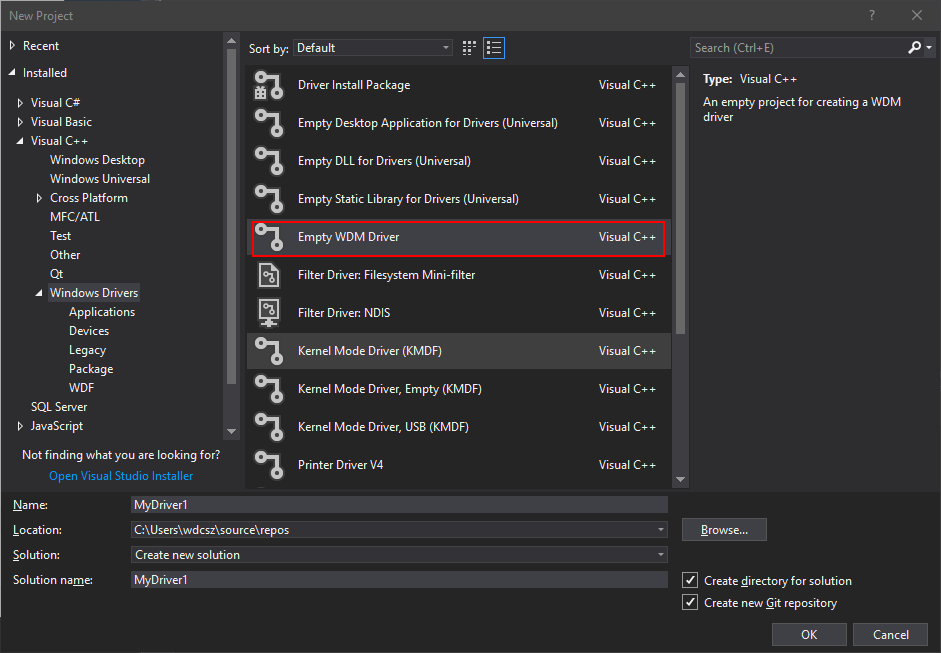 New Project
?
Recent
Installed
Visual C#
Visual Basic
Visual C++
Windows Desktop
Windows Universal
Cross Platform
MFC/ATL
Test
Other
Qt
Windows Drivers
Applications
Devices
Legacy
Package
WDF
SQL Server
JavaScript
Not finding what you are looking for?
Open Visual Studio Installer
Sort by: Default
Driver Install Package Visual C++
Empty Desktop Application for Drivers (Universal) Visual C++
Empty DLL for Drivers (Universal) Visual C++
Empty Static Library for Drivers (Universal) Visual C++
Empty WDM Driver Visual C++
Filter Driver: Filesystem Mini-filter Visual C++
Filter Driver: NDIS Visual C++
Kernel Mode Driver (KMDF) Visual C++
Kernel Mode Driver, Empty (KMDF) Visual C++
Kernel Mode Driver, USB (KMDF) Visual C++
Printer Driver V4 Visual C++
Search (Ctrl+E)
Type: Visual C++
An empty project for creating a WDM
driver
Name: MyDriver1
Location: C:\Users\wdcsz\source\repos
Browse...
Solution: Create new solution
Solution name: MyDriver1
Create directory for solution
Create new Git repository
OK
Cancel